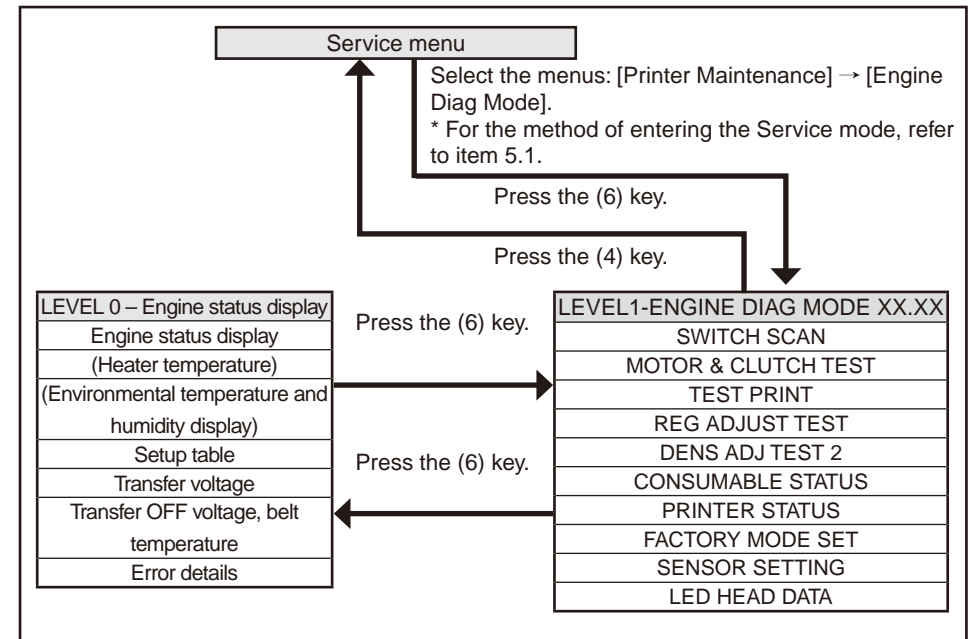 Service menu
Select the menus: [Printer Maintenance] → [Engine
Diag Mode].
* For the method of entering the Service mode, refer
to item 5.1.
Press the (6) key.
Press the (4) key.
LEVEL 0 – Engine status display
Engine status display
(Heater temperature)
(Environmental temperature and
humidity display)
Setup table
Transfer voltage
Transfer OFF voltage, belt
temperature
Error details
Press the (6) key.
Press the (6) key.
LEVEL1-ENGINE DIAG MODE XX.XX
SWITCH SCAN
MOTOR & CLUTCH TEST
TEST PRINT
REG ADJUST TEST
DENS ADJ TEST 2
CONSUMABLE STATUS
PRINTER STATUS
FACTORY MODE SET
SENSOR SETTING
LED HEAD DATA